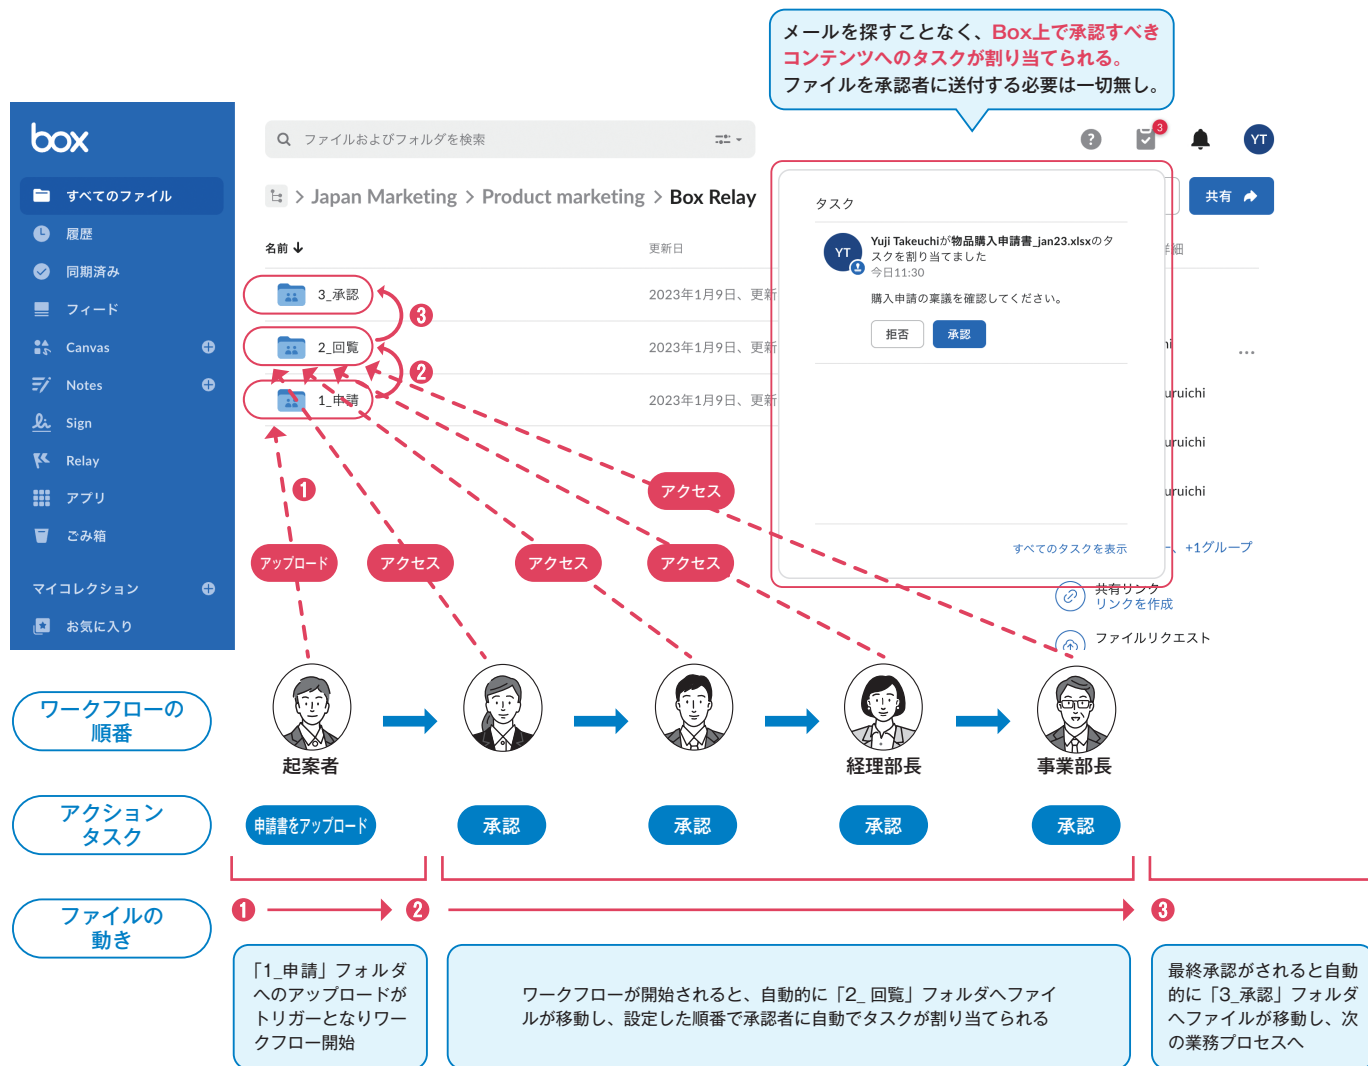 メールを探すことなく、Box上で承認すべき
コンテンツへのタスクが割り当てられる。
ファイルを承認者に送付する必要は一切無し。
box
ファイルおよびフォルダを検索
?
3
YT
すべてのファイル
履歴
同期済み
フィード
Canvas
Notes
Sign
Relay
アプリ
ごみ箱
マイコレクション
お気に入り
> Japan Marketing > Product marketing > Box Relay
共有
名前
更新日
詳細
3_承認
2023年1月9日、更新
2_回覧
2023年1月9日、更新
1_申請
2023年1月9日、更新
❸
❷
❶
タスク
YT
Yuji Takeuchiが物品購入申請書_jan23.xlsxのタ
スクを割り当てました
今日11:30
購入申請の稟議を確認してください。
拒否
承認
すべてのタスクを表示
hi
...
uruichi
uruichi
uruichi
、+1グループ
共有リンク
リンクを作成
ファイルリクエスト
アクセス
アップロード
アクセス
アクセス
アクセス
ワークフローの
順番
起案者
経理部長
事業部長
アクション
タスク
申請書をアップロード
承認
承認
承認
承認
ファイルの
動き
❶
❷
❸
「1_申請」フォルダ
へのアップロードが
トリガーとなりワー
クフロー開始
ワークフローが開始されると、自動的に「2_ 回覧」フォルダへファイ
ルが移動し、設定した順番で承認者に自動でタスクが割り当てられる
最終承認がされると自動
的に「3_承認」フォルダ
へファイルが移動し、次
の業務プロセスへ